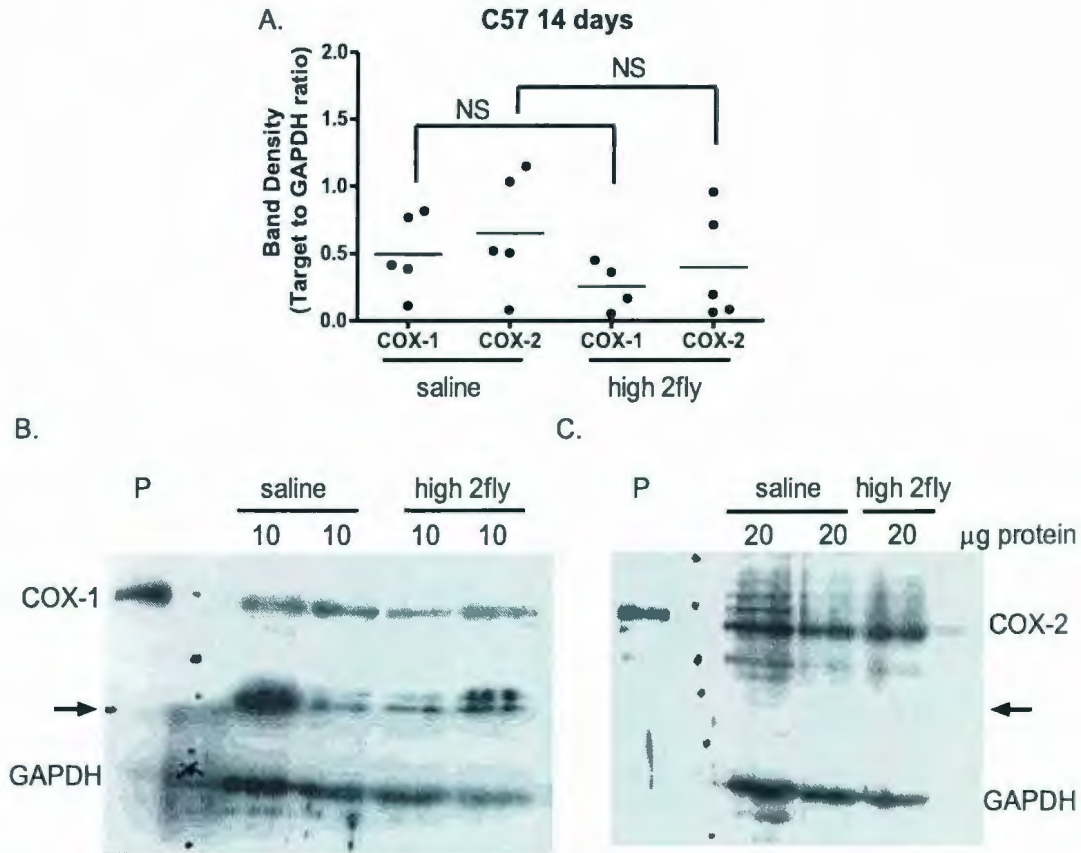 A.
C57 14 days
Band Density
(Target to GAPDH ratio)
2.0
1.5
1.0
0.5
0.0
NS
NS
COX-1 COX-2 COX-1 COX-2
saline high 2fly
B.
P saline high 2fly
10 10 10 10
COX-1
GAPDH
C.
P saline high 2fly
20 20 20 µg protein
COX-2
GAPDH